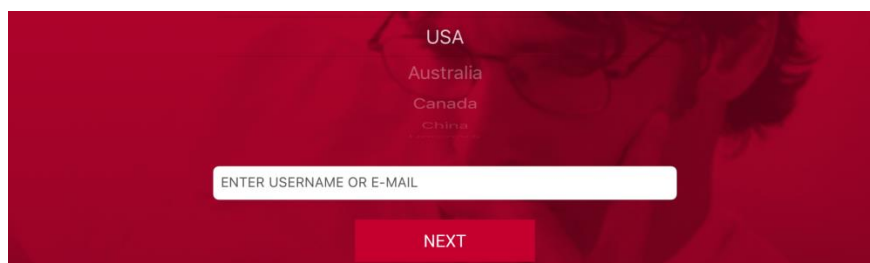 USA
Australia
Canada
China
ENTER USERNAME OR E-MAIL
NEXT